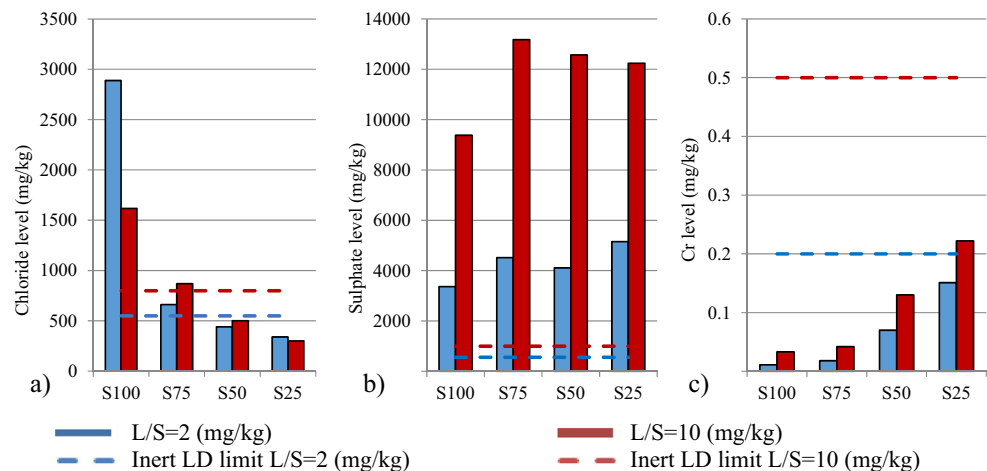 3500
3000
2500
2000
1500
1000
500
0
Chloride level (mg/kg)
S100 S75 S50 S25
a)
14000
12000
10000
8000
6000
4000
2000
Sulphate level (mg/kg)
S100 S75 S50 S25
b)
0.6
0.5
0.4
0.3
0.2
0.1
Cr level (mg/kg)
S100 S75 S50 S25
c)
L/S=2 (mg/kg)
L/S=10 (mg/kg)
Inert LD limit L/S=2 (mg/kg)
Inert LD limit L/S=10 (mg/kg)